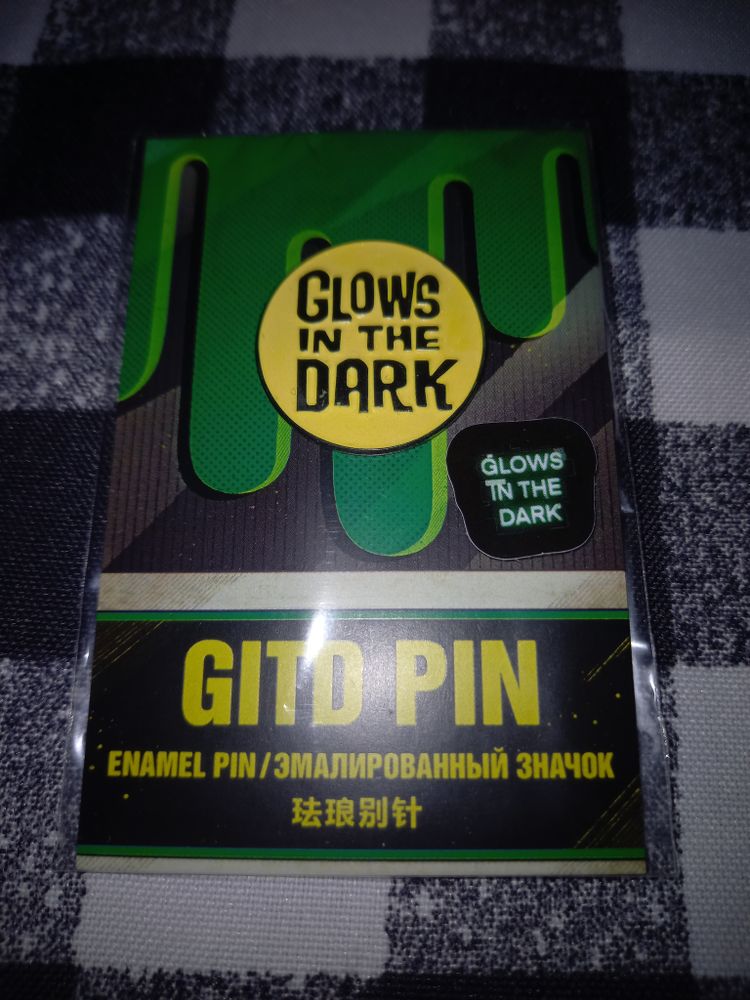 GLOWS
IN THE
DARK
GLOWS
IN THE
DARK
GITD PIN
ENAMEL PIN/ЭМАЛИРОВАННЫЙ ЗНАЧОК
珐琅别针